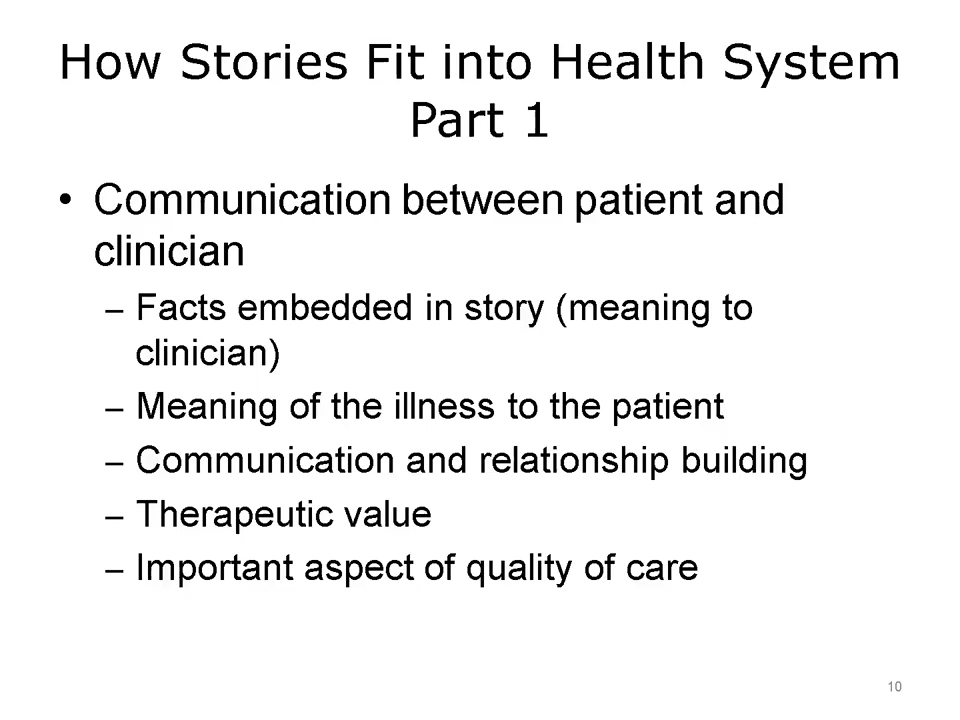 How Stories Fit into Health System
Part 1
• Communication between patient and
clinician
– Facts embedded in story (meaning to
clinician)
– Meaning of the illness to the patient
– Communication and relationship building
– Therapeutic value
– Important aspect of quality of care
10